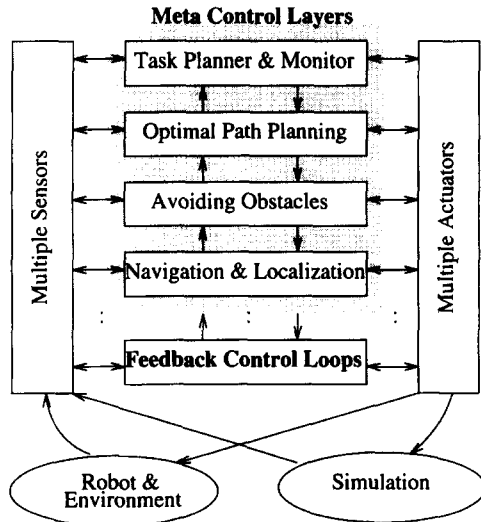 Meta Control Layers
Task Planner & Monitor
Optimal Path Planning
Avoiding Obstacles
Navigation & Localization
Feedback Control Loops
Multiple Sensors
Multiple Actuators
Robot &
Environment
Simulation